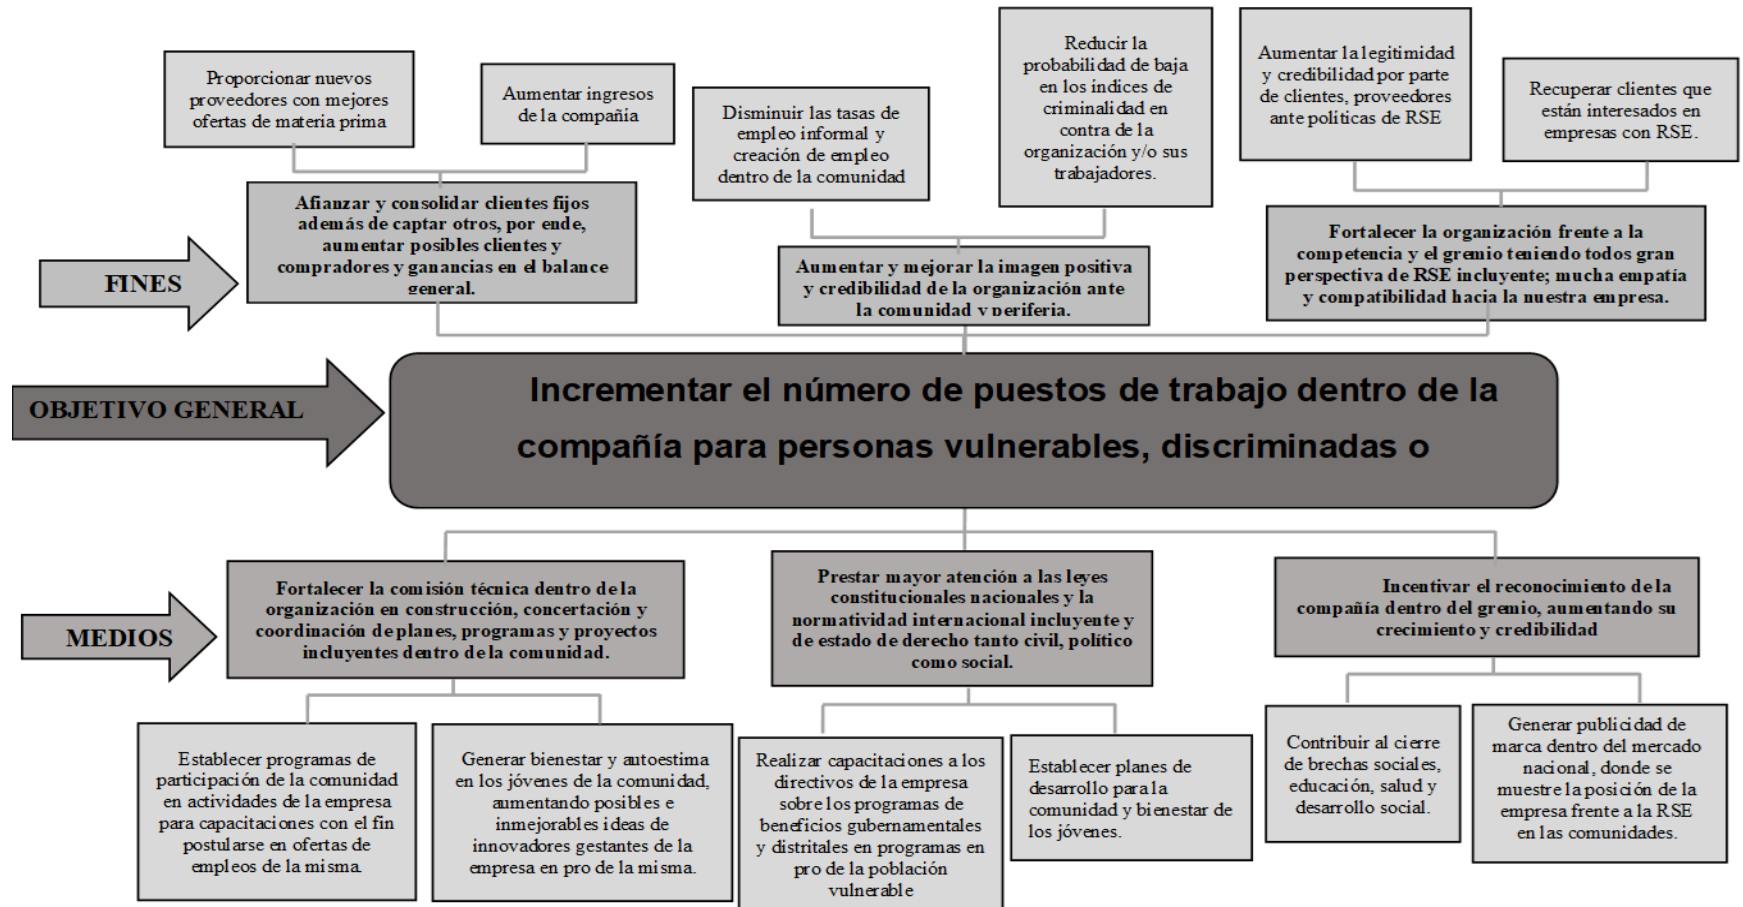 Proporcionar nuevos
proveedores con mejores
ofertas de materia prima
Aumentar ingresos
de la compañía
Disminuir las tasas de
empleo informal y
creación de empleo
dentro de la comunidad
Reducir la
probabilidad de baja
en los índices de
criminalidad en
contra de la
organización y/o sus
trabajadores.
Aumentar la legitimidad
y credibilidad por parte
de clientes, proveedores
ante políticas de RSE
Recuperar clientes que
están interesados en
empresas con RSE.
FINES
Afianzar y consolidar clientes fijos
además de captar otros, por ende,
aumentar posibles clientes y
compradores y ganancias en el balance
general.
Aumentar y mejorar la imagen positiva
y credibilidad de la organización ante
la comunidad y periferia.
Fortalecer la organización frente a la
competencia y el gremio teniendo todos gran
perspectiva de RSE incluyente; mucha empatía
y compatibilidad hacia la nuestra empresa.
OBJETIVO GENERAL
Incrementar el número de puestos de trabajo dentro de la
compañía para personas vulnerables, discriminadas o
MEDIOS
Fortalecer la comisión técnica dentro de la
organización en construcción, concertación y
coordinación de planes, programas y proyectos
incluyentes dentro de la comunidad.
Prestar mayor atención a las leyes
constitucionales nacionales y la
normatividad internacional incluyente y
de estado de derecho tanto civil, político
como social.
Incentivar el reconocimiento de la
compañía dentro del gremio, aumentando su
crecimiento y credibilidad
Establecer programas de
participación de la comunidad
en actividades de la empresa
para capacitaciones con el fin
postularse en ofertas de
empleos de la misma.
Generar bienestar y autoestima
en los jóvenes de la comunidad,
aumentando posibles e
inmejorables ideas de
innovadores gestantes de la
empresa en pro de la misma.
Realizar capacitaciones a los
directivos de la empresa
sobre los programas de
beneficios gubernamentales
y distritales en programas en
pro de la población
vulnerable
Establecer planes de
desarrollo para la
comunidad y bienestar de
los jóvenes.
Contribuir al cierre
de brechas sociales,
educación, salud y
desarrollo social.
Generar publicidad de
marca dentro del mercado
nacional, donde se
muestre la posición de la
empresa frente a la RSE
en las comunidades.